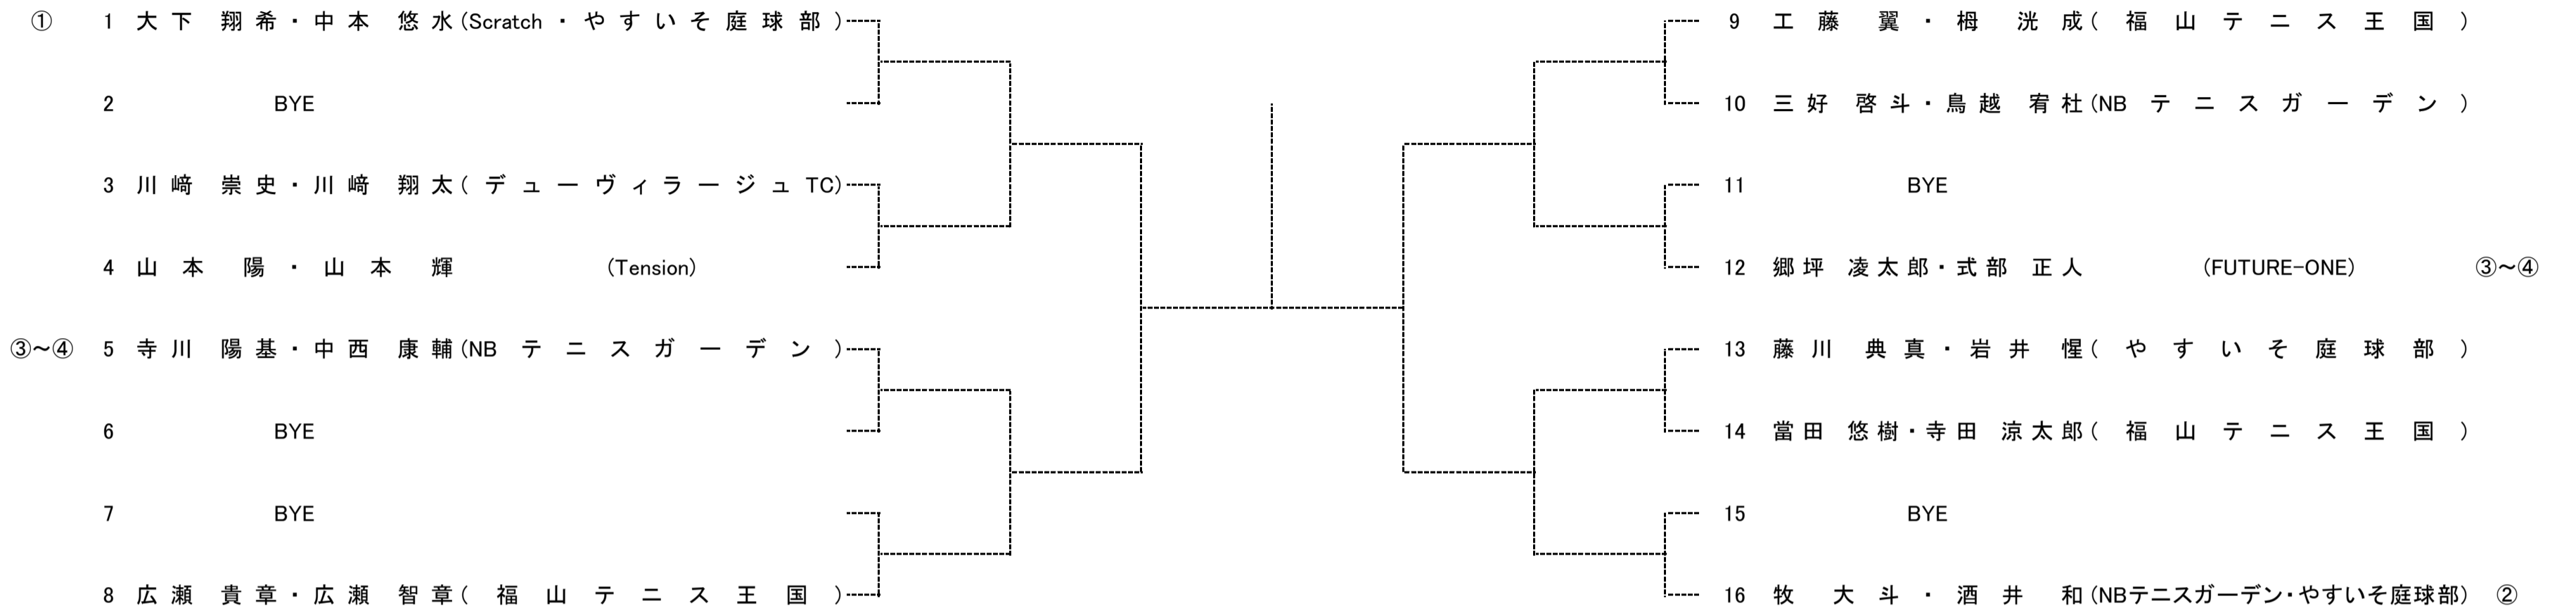 ① 1 大下 翔希・中本 悠水(Scratch・やすいそ庭球部)
2 BYE
3 川﨑 崇史・川﨑 翔太(デューヴィラージュTC)
4 山本 陽・山本 輝 (Tension)
③~④ 5 寺川 陽基・中西 康輔(NBテニスガーデン)
6 BYE
7 BYE
8 広瀬 貴章・広瀬 智章(福山テニス王国)
9 工藤 翼・栂 洸成(福山テニス王国)
10 三好 啓斗・鳥越 宥杜(NBテニスガーデン)
11 BYE
12 郷坪 凌太郎・式部 正人 (FUTURE-ONE) ③~④
13 藤川 典真・岩井 惺(やすいそ庭球部)
14 當田 悠樹・寺田 涼太郎(福山テニス王国)
15 BYE
16 牧 大斗・酒井 和(NBテニスガーデン・やすいそ庭球部) ②